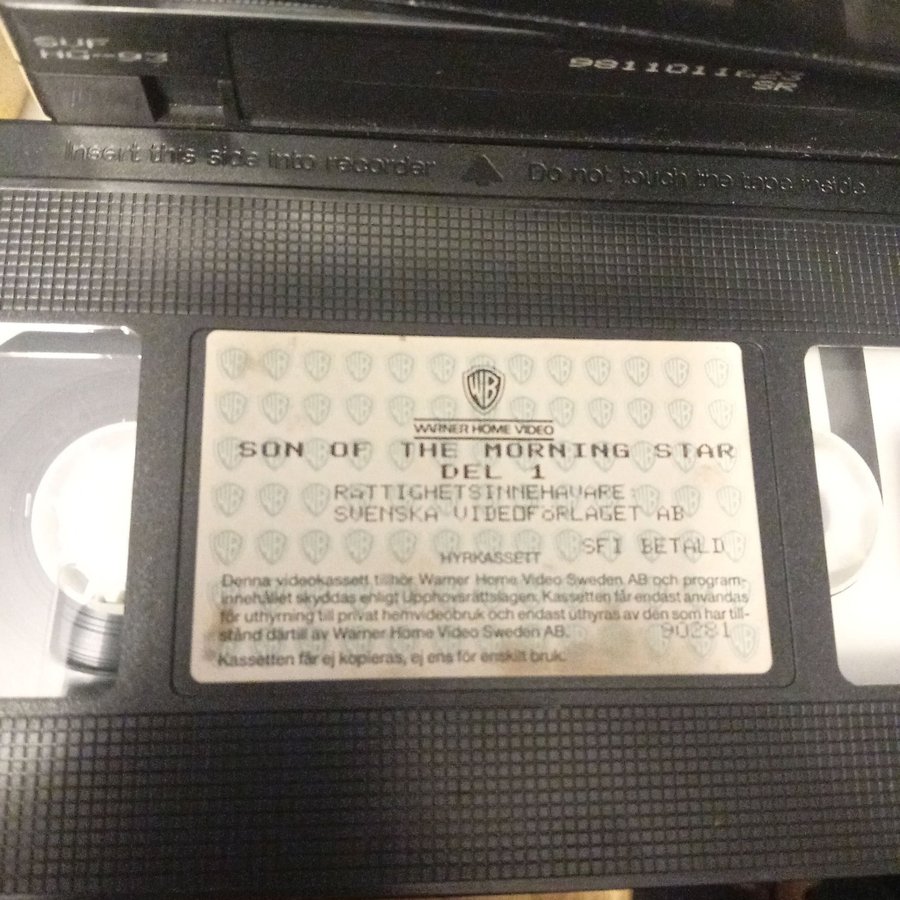 SVF
HG-93
SR
Insert this side into recorder
Do not touch the tape inside
WB
WARNER HOME VIDEO
SON OF THE MORNING STAR
DEL 1
RÄTTIGHETSINNEHAVARE:
SVENSKA VIDEOFöRLAGET AB
SFI BETALD
HYRKASSETT
Denna videokassett tillhör Warner Home Video Sweden AB och program-
innehållet skyddas enligt Upphovsrättslagen. Kassetten får endast användas
för uthyrning till privat hemvideobruk och endast uthyras av den som har till-
stånd därtill av Warner Home Video Sweden AB.
90281
Kassetten får ej kopieras, ej ens för enskilt bruk.